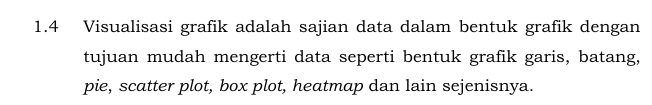 1.4 Visualisasi grafik adalah sajian data dalam bentuk grafik dengan
tujuan mudah mengerti data seperti bentuk grafik garis, batang,
pie, scatter plot, box plot, heatmap dan lain sejenisnya.